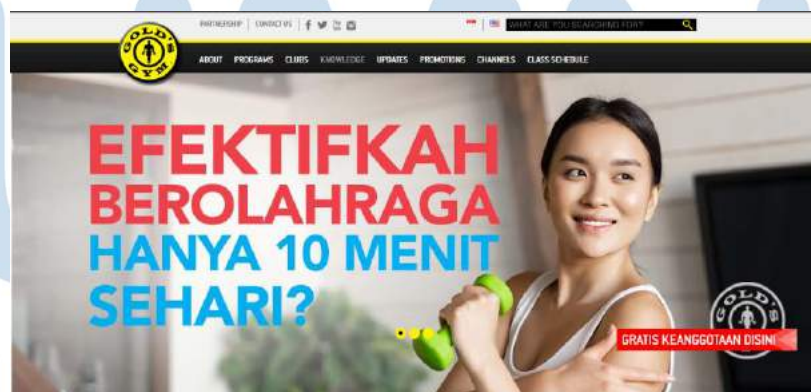 PARTNERSHIP | CONTACT US
WHAT ARE YOU SEARCHING FOR?
GOLD'S GYM
ABOUT PROGRAMS CLUBS KNOWLEDGE UPDATES PROMOTIONS CHANNELS CLASS SCHEDULE
EFEKTIFKAH
BEROLAHRAGA
HANYA 10 MENIT
SEHARI?
GOLD'S
GRATIS KEANGGOTAAN DISINI